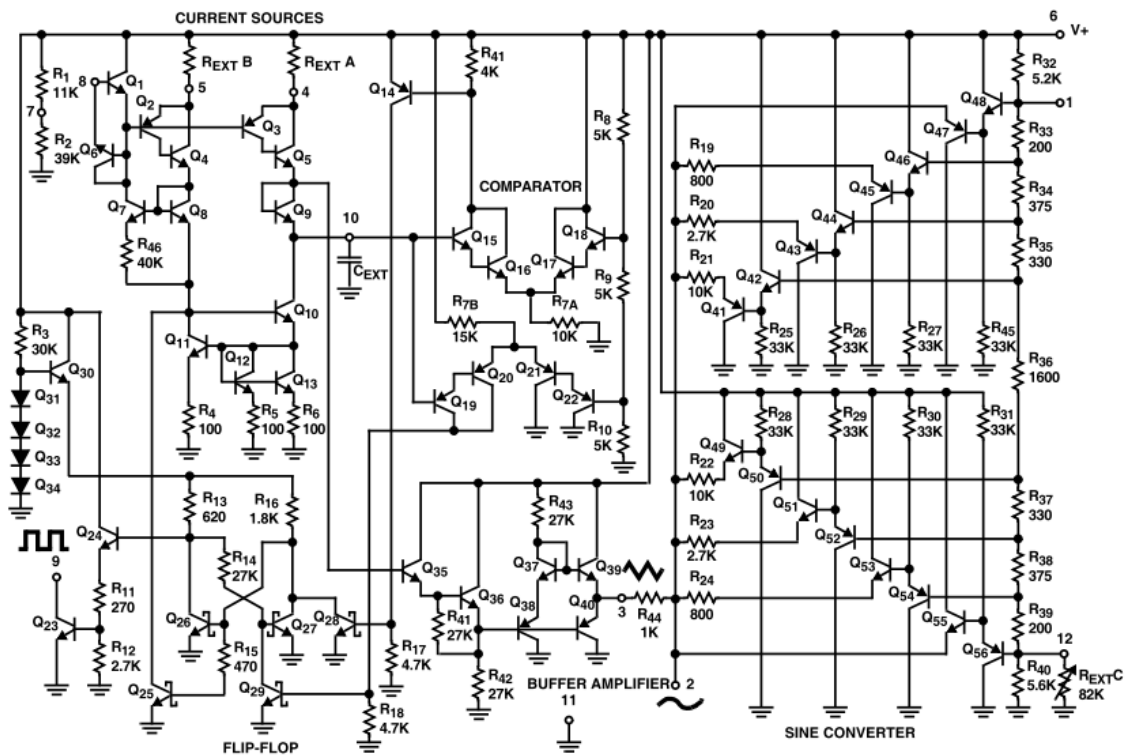 CURRENT SOURCES
6
V+
R1
11K
8
Q1
REXT B
5
REXT A
4
R41
4K
Q14
R8
5K
R32
5.2K
Q48
1
7
R2
39K
Q2
Q3
Q6
Q4
Q5
COMPARATOR
Q47
R33
200
R19
800
Q46
R34
375
Q7
Q8
Q9
10
R20
2.7K
Q45
Q44
R46
40K
CEXT
Q15
Q16
Q17
Q18
R9
5K
R21
10K
Q43
Q42
R35
330
Q41
R7B
15K
R7A
10K
R25
33K
R26
33K
R27
33K
R45
33K
R3
30K
Q30
Q10
Q11
Q12
Q13
Q20
Q21
R36
1600
Q31
Q32
Q33
Q34
R4
100
R5
100
R6
100
Q19
Q22
R10
5K
R28
33K
R29
33K
R30
33K
R31
33K
Q49
R22
10K
Q50
R13
620
R16
1.8K
R43
27K
Q51
R37
330
Q24
R14
27K
R23
2.7K
Q52
9
Q35
Q37
Q39
R24
800
Q53
R38
375
R11
270
Q36
Q38
Q40
3
R44
1K
Q54
Q23
Q26
Q27
Q28
R41
27K
Q55
R39
200
12
R12
2.7K
R15
470
R17
4.7K
Q56
Q25
Q29
R42
27K
BUFFER AMPLIFIER
2
R40
5.6K
REXTC
82K
R18
4.7K
11
FLIP-FLOP
SINE CONVERTER